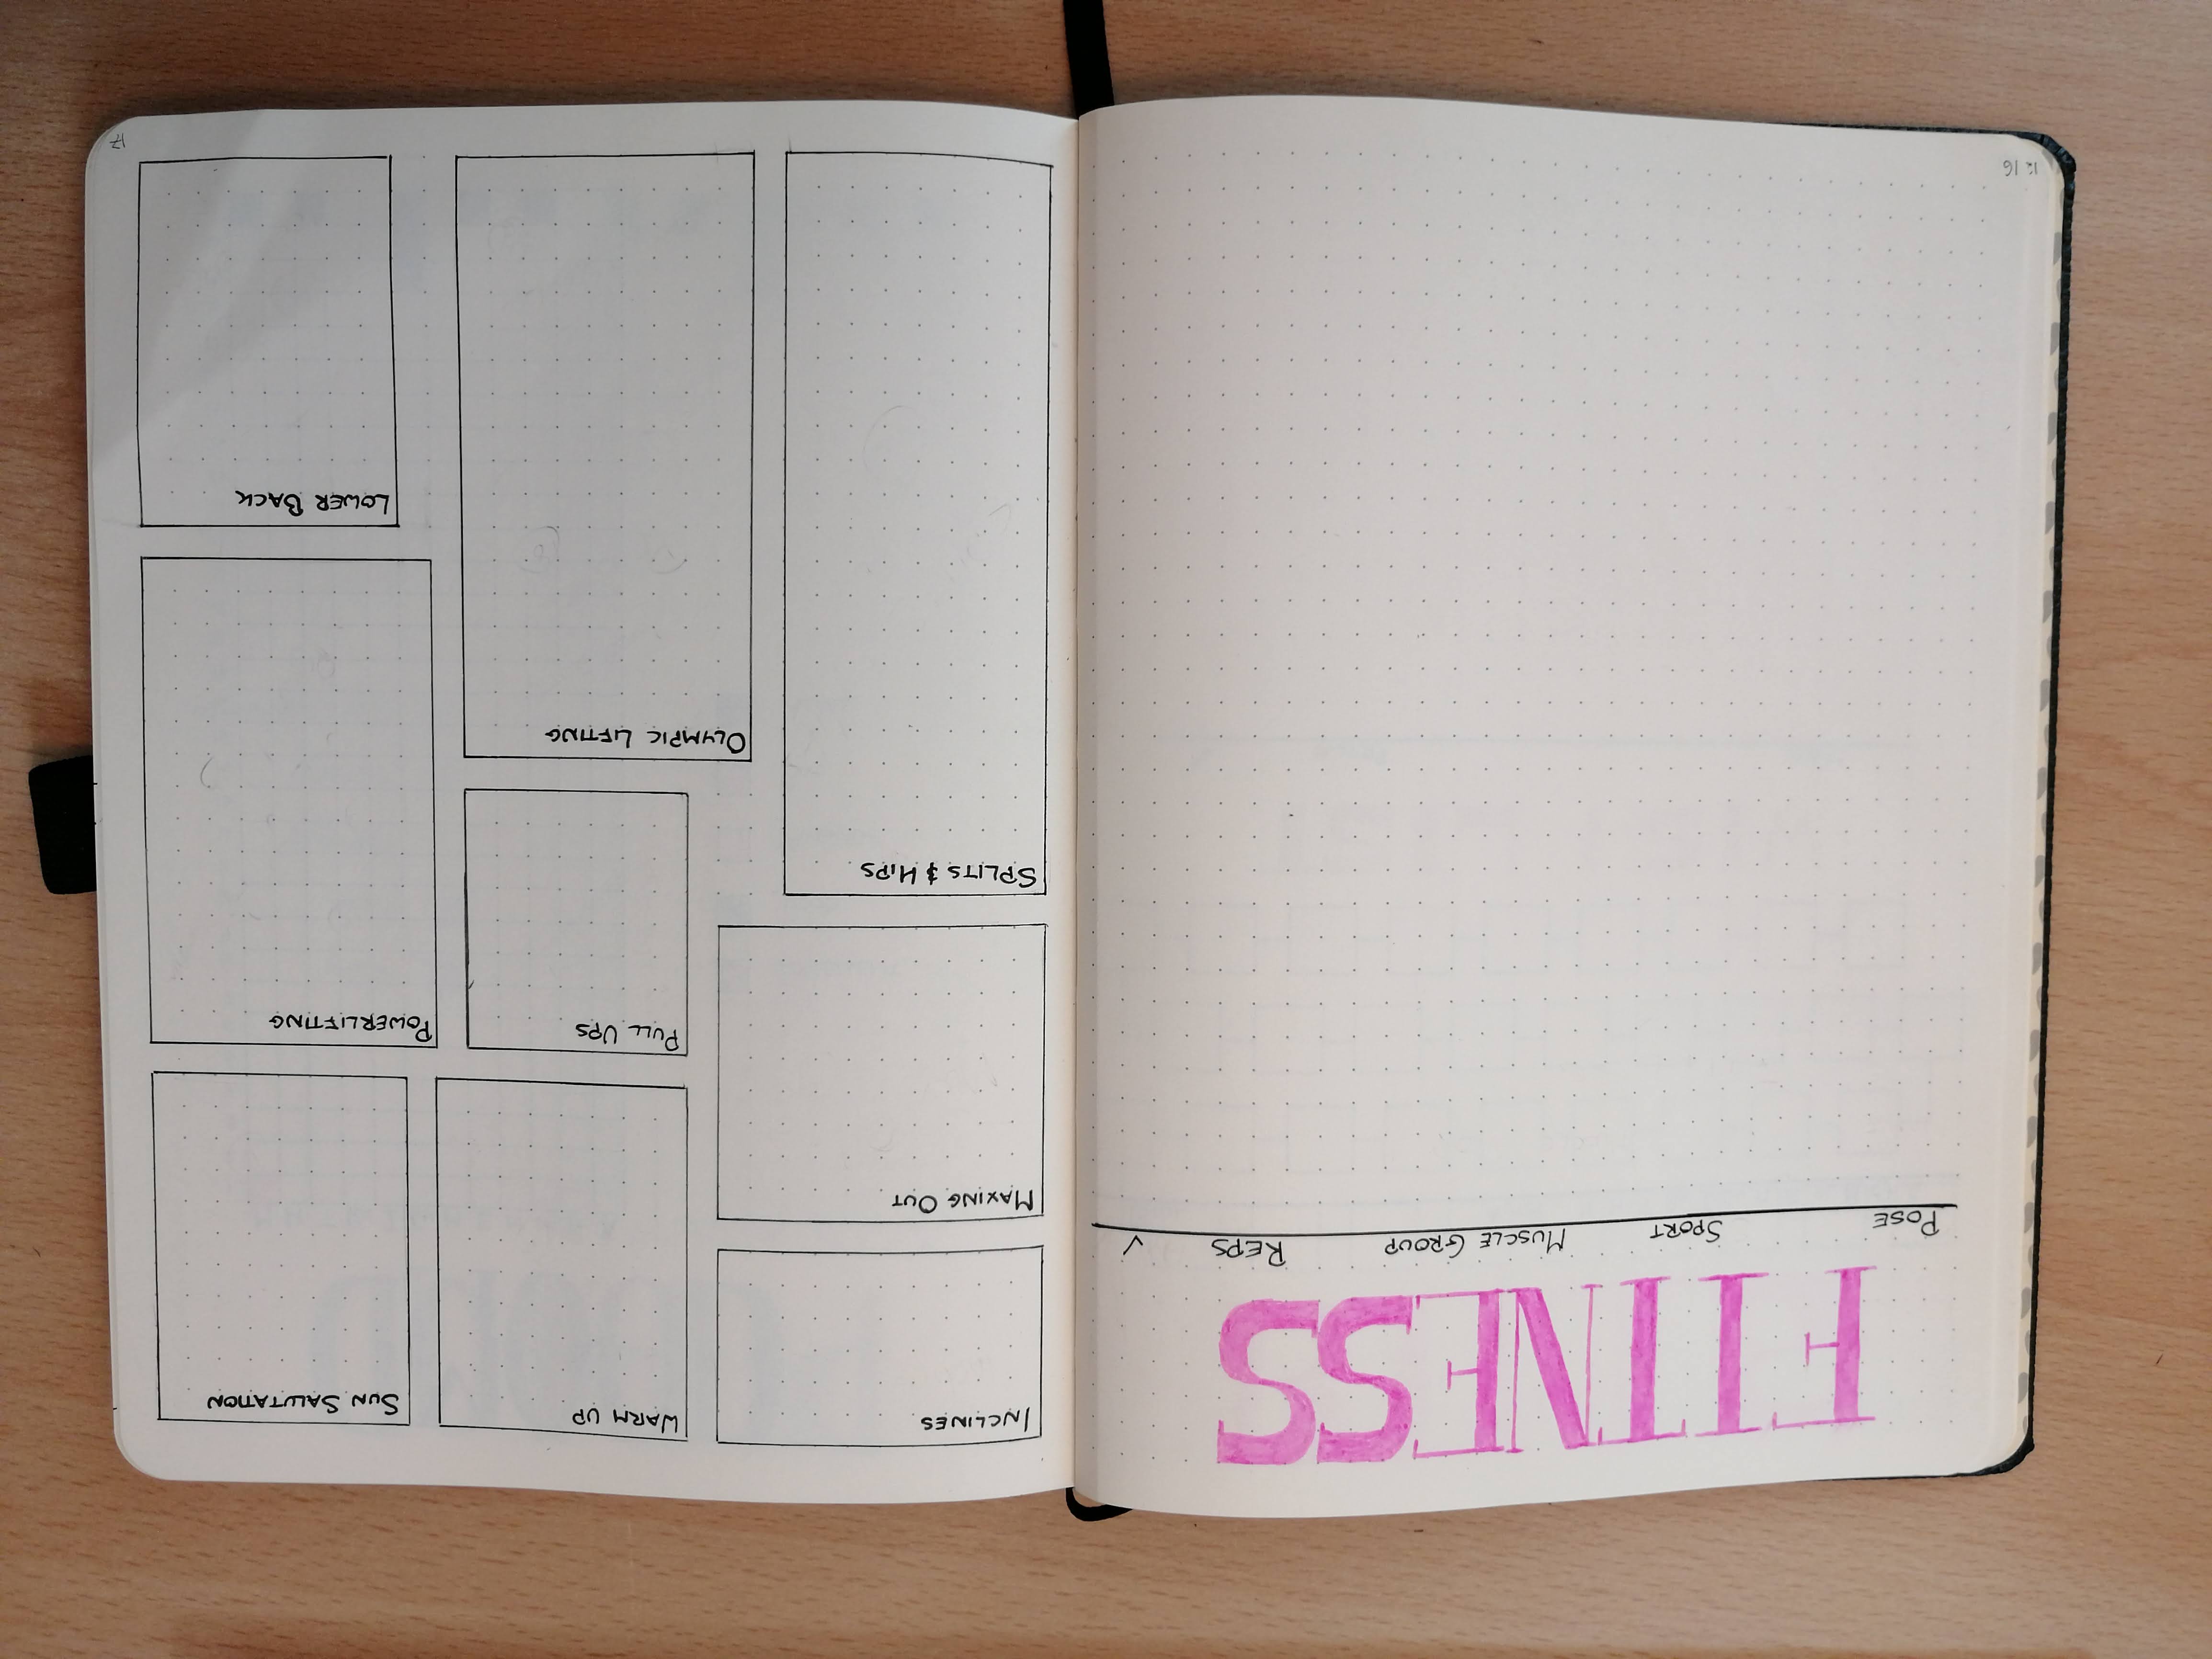 FITNESS
POSE SPORT MUSCLE GROUP REPS ✓
16
INCLINES
WARM UP
SUN SALUTATION
MAXING OUT
PULL UPS
POWERLIFTING
SPLITS & HIPS
OLYMPIC LIFTING
LOWER BACK
17